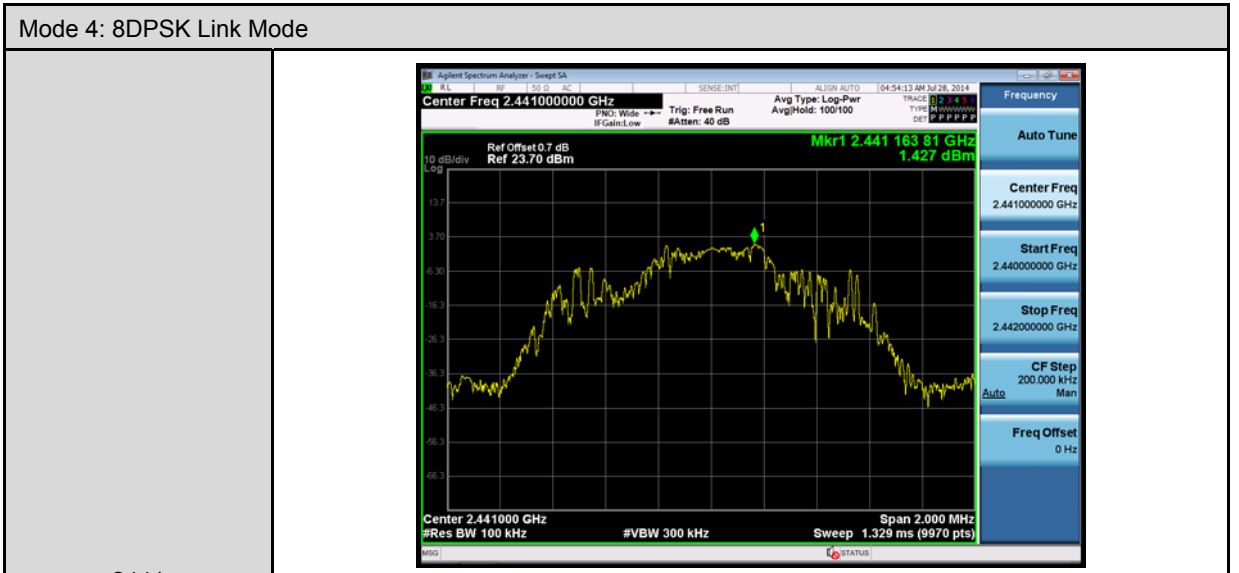 Mode 4: 8DPSK Link Mode
Agilent Spectrum Analyzer - Swept SA
RL RF 50 Ω AC SENSE:INT ALIGN AUTO 04:54:13 AM Jul 28, 2014
Center Freq 2.441000000 GHz
PNO: Wide
IFGain:Low
Trig: Free Run
#Atten: 40 dB
Avg Type: Log-Pwr
Avg|Hold: 100/100
TRACE 1 2 3 4 5 6
TYPE M WWWWW
DET P P P P P P
Mkr1 2.441 163 81 GHz
1.427 dBm
Ref Offset 0.7 dB
10 dB/div Ref 23.70 dBm
Log
13.7
3.70
-6.30
-16.3
-26.3
-36.3
-46.3
-56.3
-66.3
1
Center 2.441000 GHz Span 2.000 MHz
#Res BW 100 kHz #VBW 300 kHz Sweep 1.329 ms (9970 pts)
MSG STATUS
Frequency
Auto Tune
Center Freq
2.441000000 GHz
Start Freq
2.440000000 GHz
Stop Freq
2.442000000 GHz
CF Step
200.000 kHz
Auto Man
Freq Offset
0 Hz